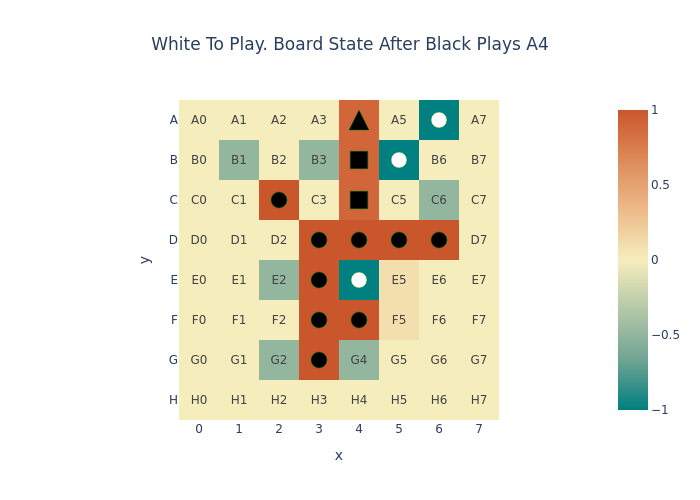 White To Play. Board State After Black Plays A4
A A0 A1 A2 A3 A5 A7 1
B B0 B1 B2 B3 B6 B7
C C0 C1 C3 C5 C6 C7 0.5
D D0 D1 D2 D7
y
E E0 E1 E2 E5 E6 E7 0
F F0 F1 F2 F5 F6 F7 −0.5
G G0 G1 G2 G4 G5 G6 G7
H H0 H1 H2 H3 H4 H5 H6 H7 −1
0 1 2 3 4 5 6 7
x